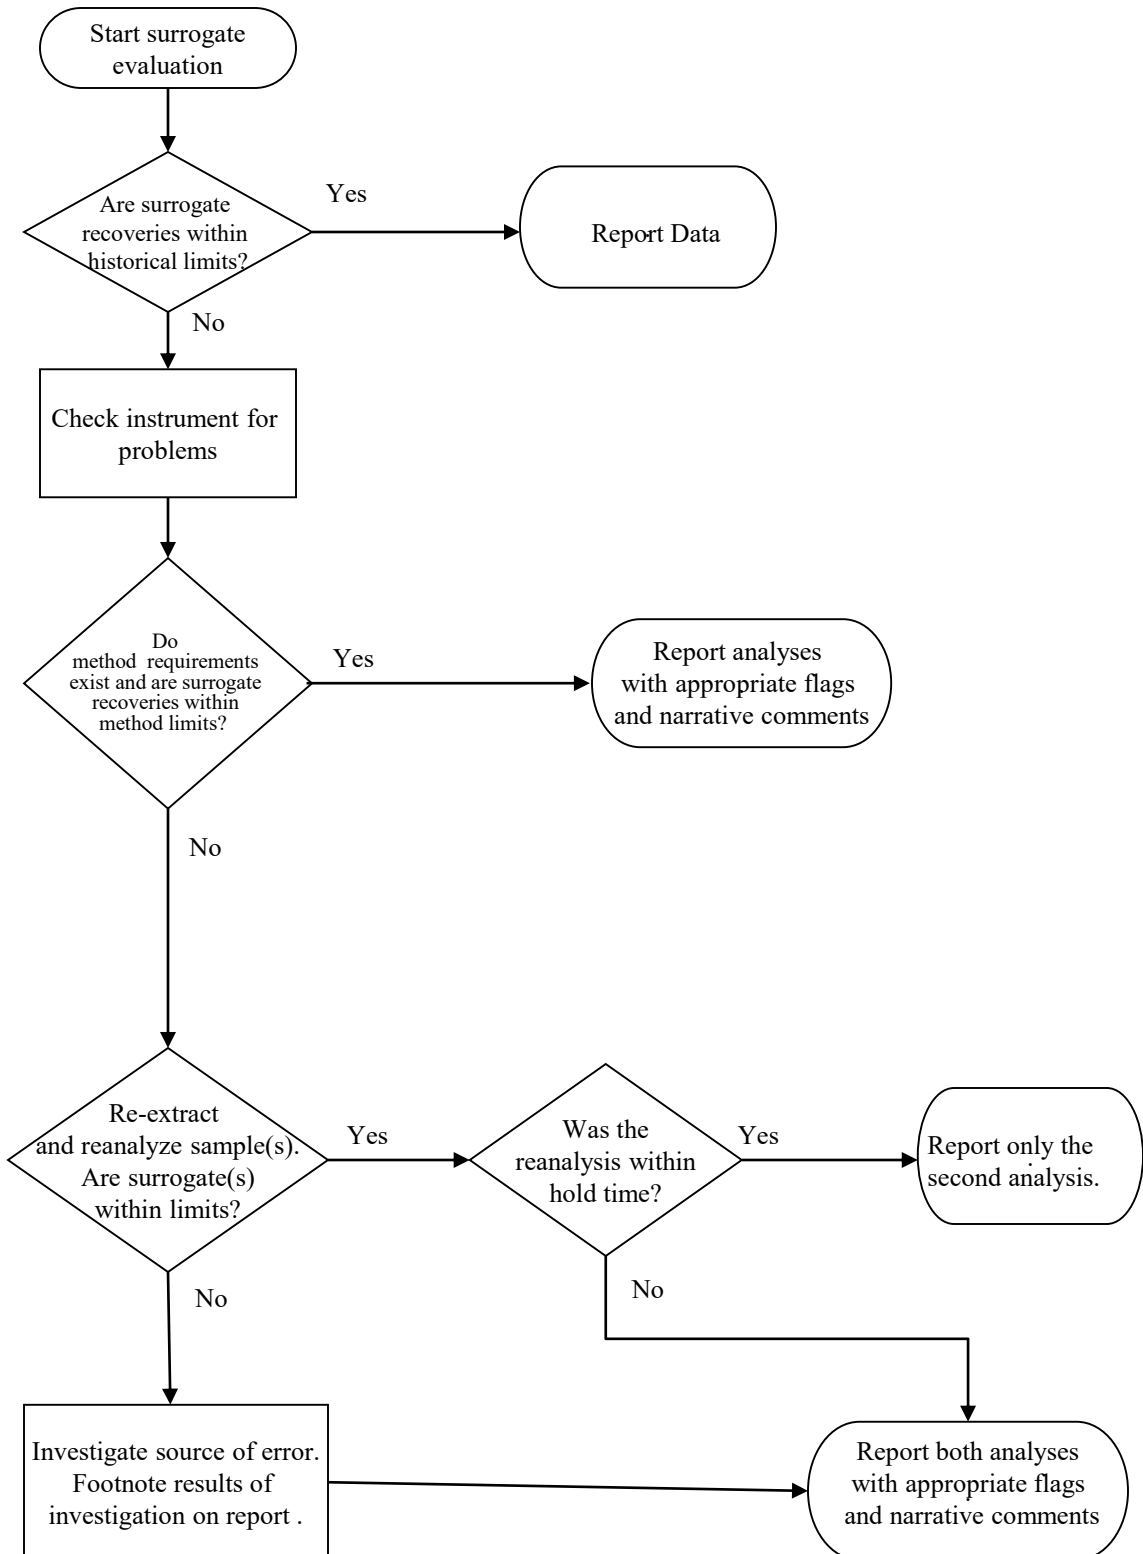 Start surrogate
evaluation
Are surrogate
recoveries within
historical limits?
Yes
Report Data
No
Check instrument for
problems
Do
method requirements
exist and are surrogate
recoveries within
method limits?
Yes
Report analyses
with appropriate flags
and narrative comments
No
Re-extract
and reanalyze sample(s).
Are surrogate(s)
within limits?
Yes
Was the
reanalysis within
hold time?
Yes
Report only the
second analysis.
No
No
Investigate source of error.
Footnote results of
investigation on report .
Report both analyses
with appropriate flags
and narrative comments